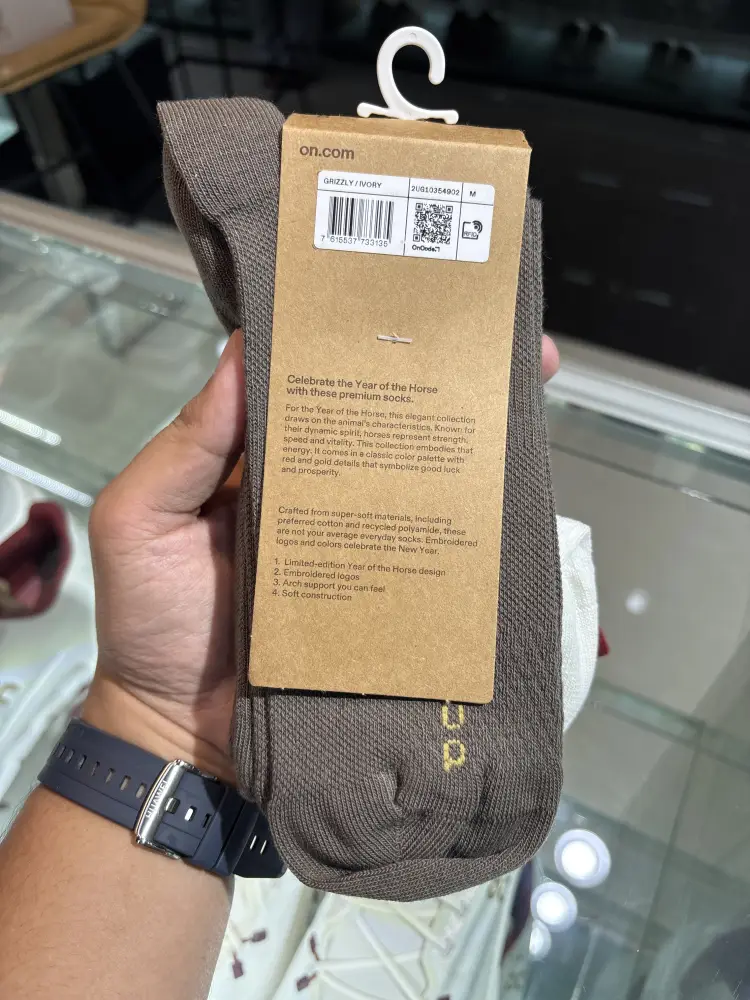 on.com
GRIZZLY / IVORY
2UG10354902
M
7 615537 733135
OnCode
RFID
Celebrate the Year of the Horse
with these premium socks.
For the Year of the Horse, this elegant collection
draws on the animal's characteristics. Known for
their dynamic spirit, horses represent strength,
speed and vitality. This collection embodies that
energy. It comes in a classic color palette with
red and gold details that symbolize good luck
and prosperity.
Crafted from super-soft materials, including
preferred cotton and recycled polyamide, these
are not your average everyday socks. Embroidered
logos and colors celebrate the New Year.
1. Limited-edition Year of the Horse design
2. Embroidered logos
3. Arch support you can feel
4. Soft construction
HUAWEI